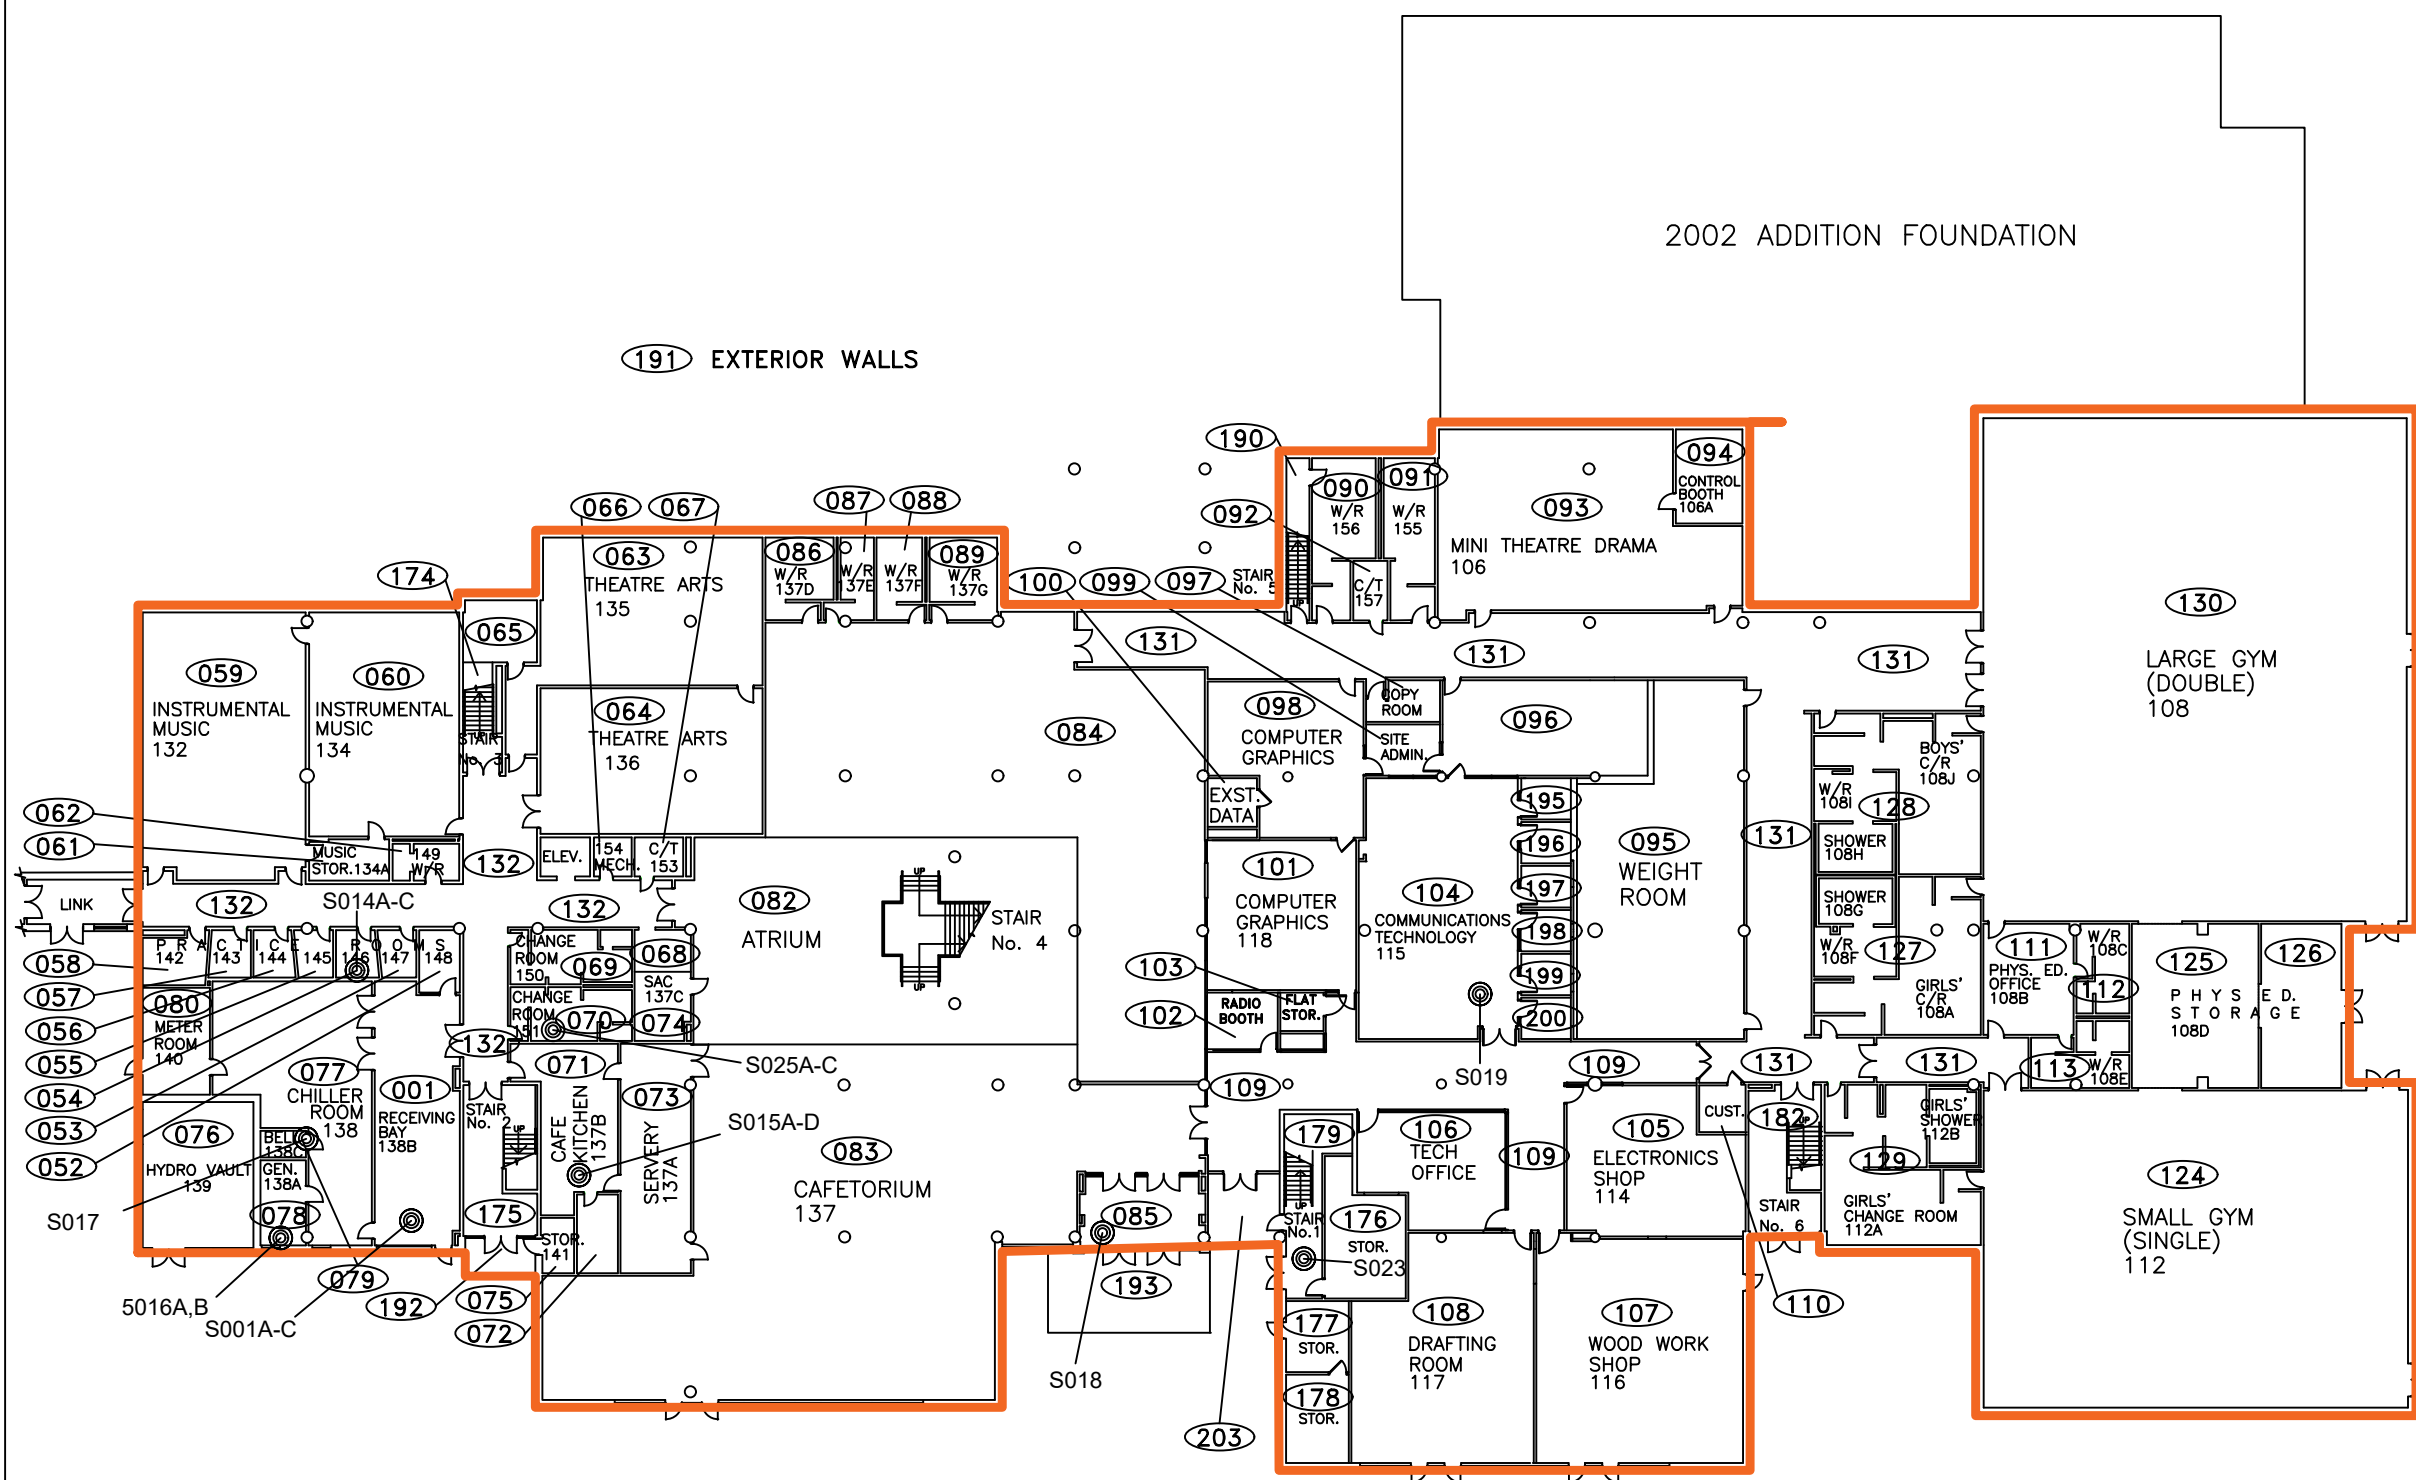 2002 ADDITION FOUNDATION
191 EXTERIOR WALLS
190
094
CONTROL
BOOTH
106A
090
W/R
156
091
W/R
155
092
093
MINI THEATRE DRAMA
106
C/T
157
STAIR
No. 5
UP
066
067
087
088
063
THEATRE ARTS
135
086
W/R
137D
W/R
137E
W/R
137F
089
W/R
137G
100
099
097
174
065
131
131
131
130
LARGE GYM
(DOUBLE)
108
059
INSTRUMENTAL
MUSIC
132
060
INSTRUMENTAL
MUSIC
134
UP
STAIR
No. 3
064
THEATRE ARTS
136
084
098
COMPUTER
GRAPHICS
COPY
ROOM
SITE
ADMIN.
096
EXST.
DATA
BOYS'
C/R
108J
W/R
108I
128
SHOWER
108H
SHOWER
108G
W/R
108F
127
GIRLS'
C/R
108A
195
196
197
198
199
200
095
WEIGHT
ROOM
131
062
061
MUSIC
STOR.134A
149
W/R
132
ELEV.
154
MECH.
C/T
153
101
COMPUTER
GRAPHICS
118
104
COMMUNICATIONS
TECHNOLOGY
115
LINK
132
S014A-C
132
082
ATRIUM
UP
UP
STAIR
No. 4
PRACTICE ROOMS
142
143
144
145
146
147
148
CHANGE
ROOM
150
069
068
SAC
137C
CHANGE
ROOM
151
070
074
103
102
RADIO
BOOTH
FLAT
STOR.
111
PHYS. ED.
OFFICE
108B
W/R
108C
112
125
PHYS ED.
STORAGE
108D
126
113
W/R
108E
058
057
056
055
054
053
052
080
METER
ROOM
140
077
CHILLER
ROOM
138
001
RECEIVING
BAY
138B
132
071
CAFE
KITCHEN
137B
073
SERVERY
137A
S025A-C
S015A-D
109
S019
109
131
131
076
HYDRO VAULT
139
BELL
138C
GEN.
138A
078
STAIR
No. 2
UP
083
CAFETORIUM
137
179
UP
STAIR
No.1
106
TECH
OFFICE
109
105
ELECTRONICS
SHOP
114
CUST.
182
UP
STAIR
No. 6
GIRLS'
SHOWER
112B
129
GIRLS'
CHANGE ROOM
112A
124
SMALL GYM
(SINGLE)
112
S017
175
STOR.
141
085
176
STOR.
S023
079
5016A,B
S001A-C
192
075
072
193
177
STOR.
108
DRAFTING
ROOM
117
107
WOOD WORK
SHOP
116
110
S018
178
STOR.
203